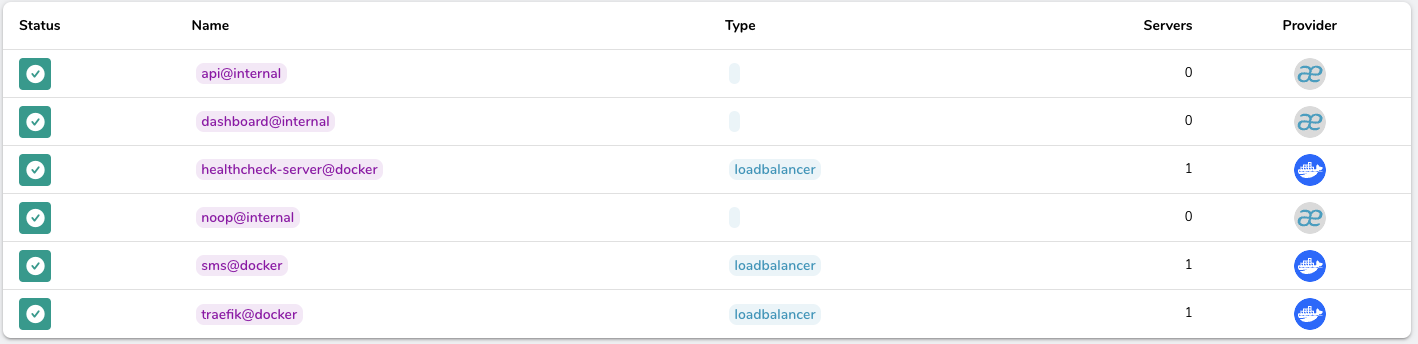 Status Name Type Servers Provider
api@internal 0 æ
dashboard@internal 0 æ
healthcheck-server@docker loadbalancer 1
noop@internal 0 æ
sms@docker loadbalancer 1
traefik@docker loadbalancer 1